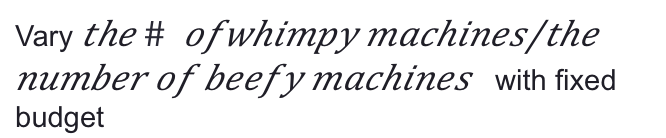 Vary the # of whimpy machines/the
number of beefy machines with fixed
budget